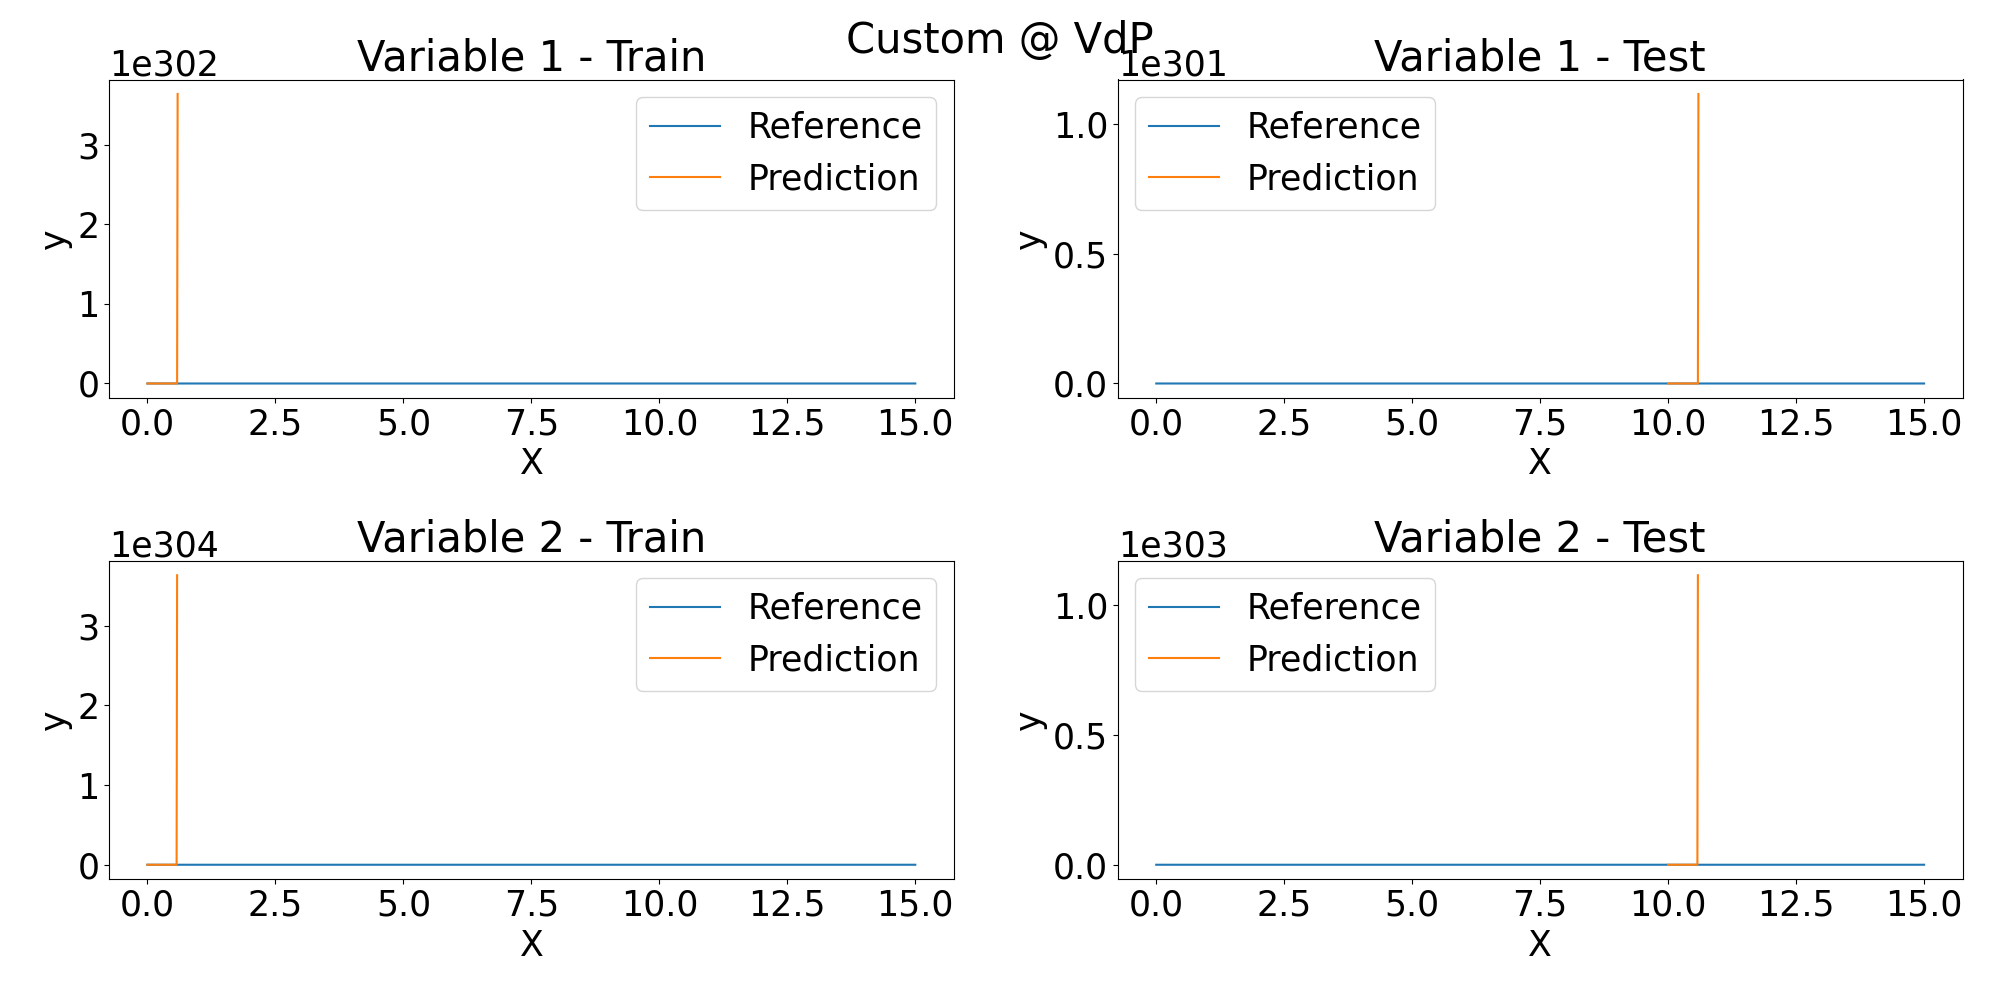 Custom @ VdP
Variable 1 - Train
1e302
3
2
1
0
y
Reference
Prediction
0.0 2.5 5.0 7.5 10.0 12.5 15.0
X
Variable 1 - Test
1e301
1.0
0.5
0.0
y
Reference
Prediction
0.0 2.5 5.0 7.5 10.0 12.5 15.0
X
Variable 2 - Train
1e304
3
2
1
0
y
Reference
Prediction
0.0 2.5 5.0 7.5 10.0 12.5 15.0
X
Variable 2 - Test
1e303
1.0
0.5
0.0
y
Reference
Prediction
0.0 2.5 5.0 7.5 10.0 12.5 15.0
X